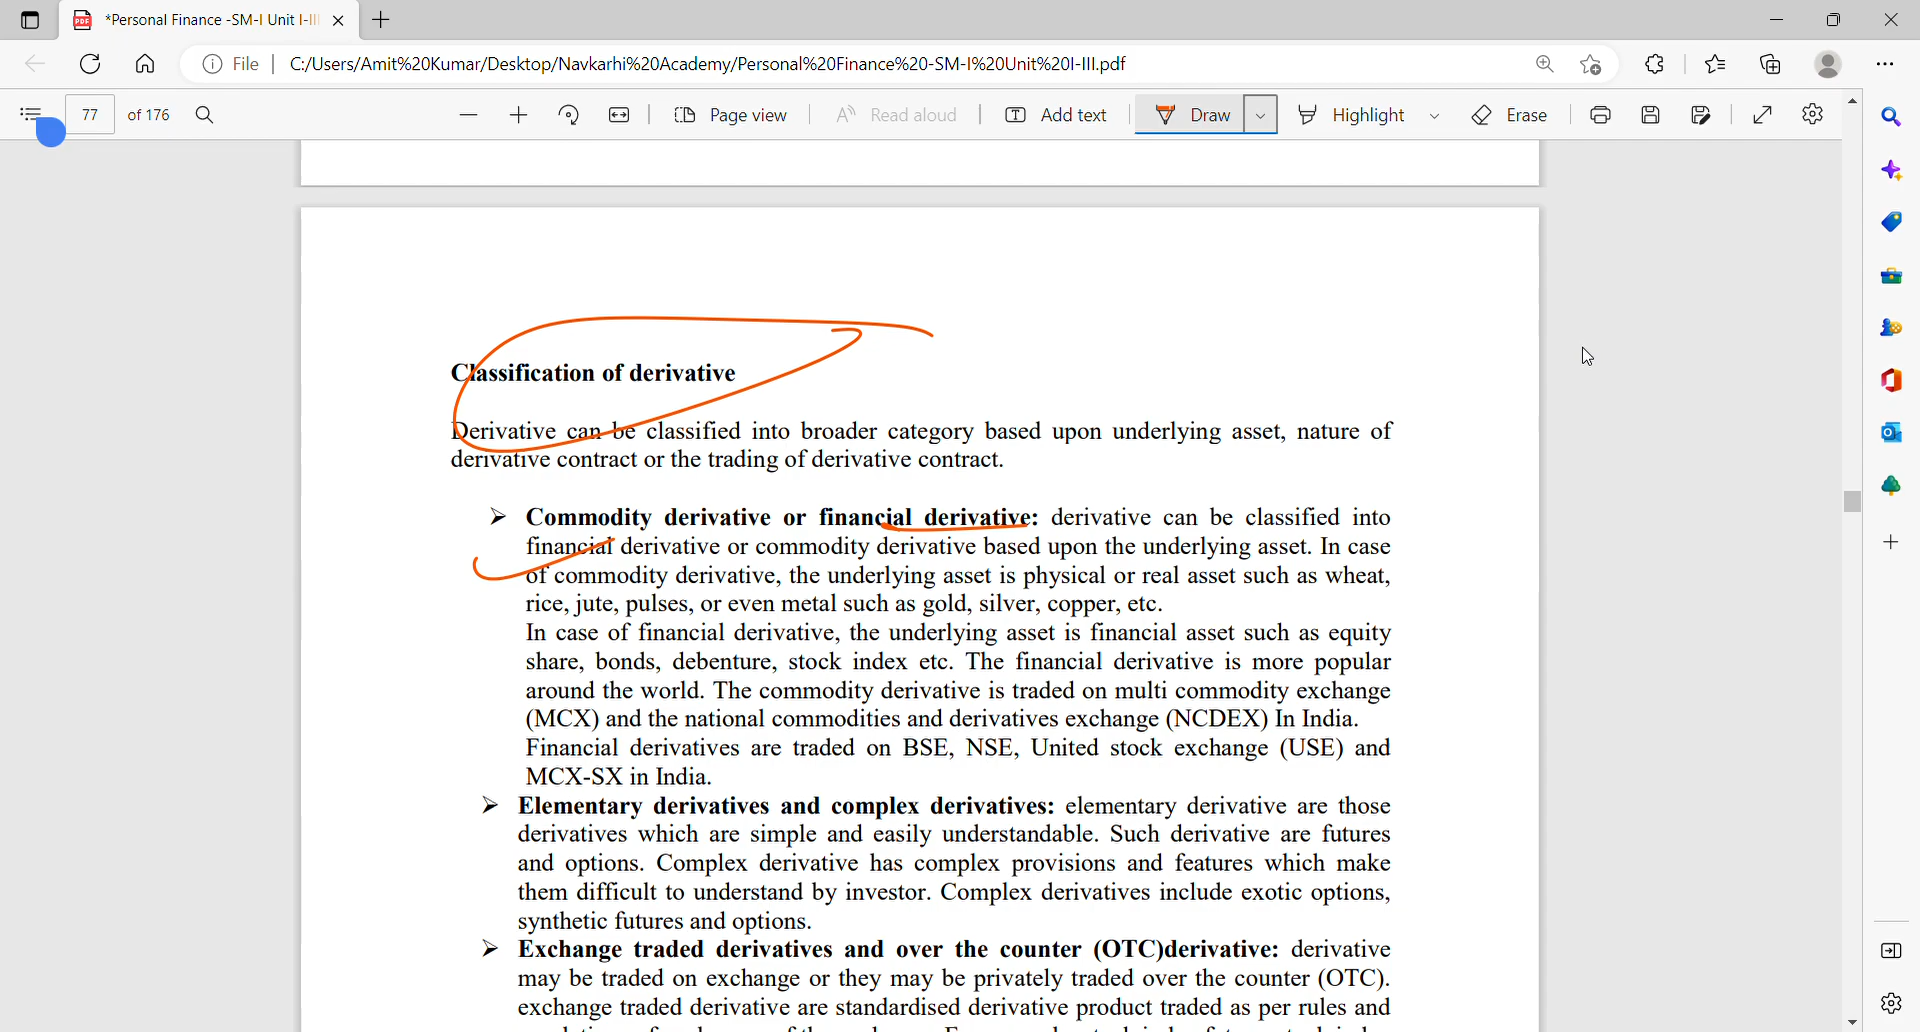 *Personal Finance -SM-I Unit I-III
File C:/Users/Amit%20Kumar/Desktop/Navkarhi%20Academy/Personal%20Finance%20-SM-I%20Unit%20I-III.pdf
77 of 176 Page view Read aloud Add text Draw Highlight Erase
Classification of derivative
Derivative can be classified into broader category based upon underlying asset, nature of
derivative contract or the trading of derivative contract.
➢ Commodity derivative or financial derivative: derivative can be classified into
financial derivative or commodity derivative based upon the underlying asset. In case
of commodity derivative, the underlying asset is physical or real asset such as wheat,
rice, jute, pulses, or even metal such as gold, silver, copper, etc.
In case of financial derivative, the underlying asset is financial asset such as equity
share, bonds, debenture, stock index etc. The financial derivative is more popular
around the world. The commodity derivative is traded on multi commodity exchange
(MCX) and the national commodities and derivatives exchange (NCDEX) In India.
Financial derivatives are traded on BSE, NSE, United stock exchange (USE) and
MCX-SX in India.
➢ Elementary derivatives and complex derivatives: elementary derivative are those
derivatives which are simple and easily understandable. Such derivative are futures
and options. Complex derivative has complex provisions and features which make
them difficult to understand by investor. Complex derivatives include exotic options,
synthetic futures and options.
➢ Exchange traded derivatives and over the counter (OTC)derivative: derivative
may be traded on exchange or they may be privately traded over the counter (OTC).
exchange traded derivative are standardised derivative product traded as per rules and